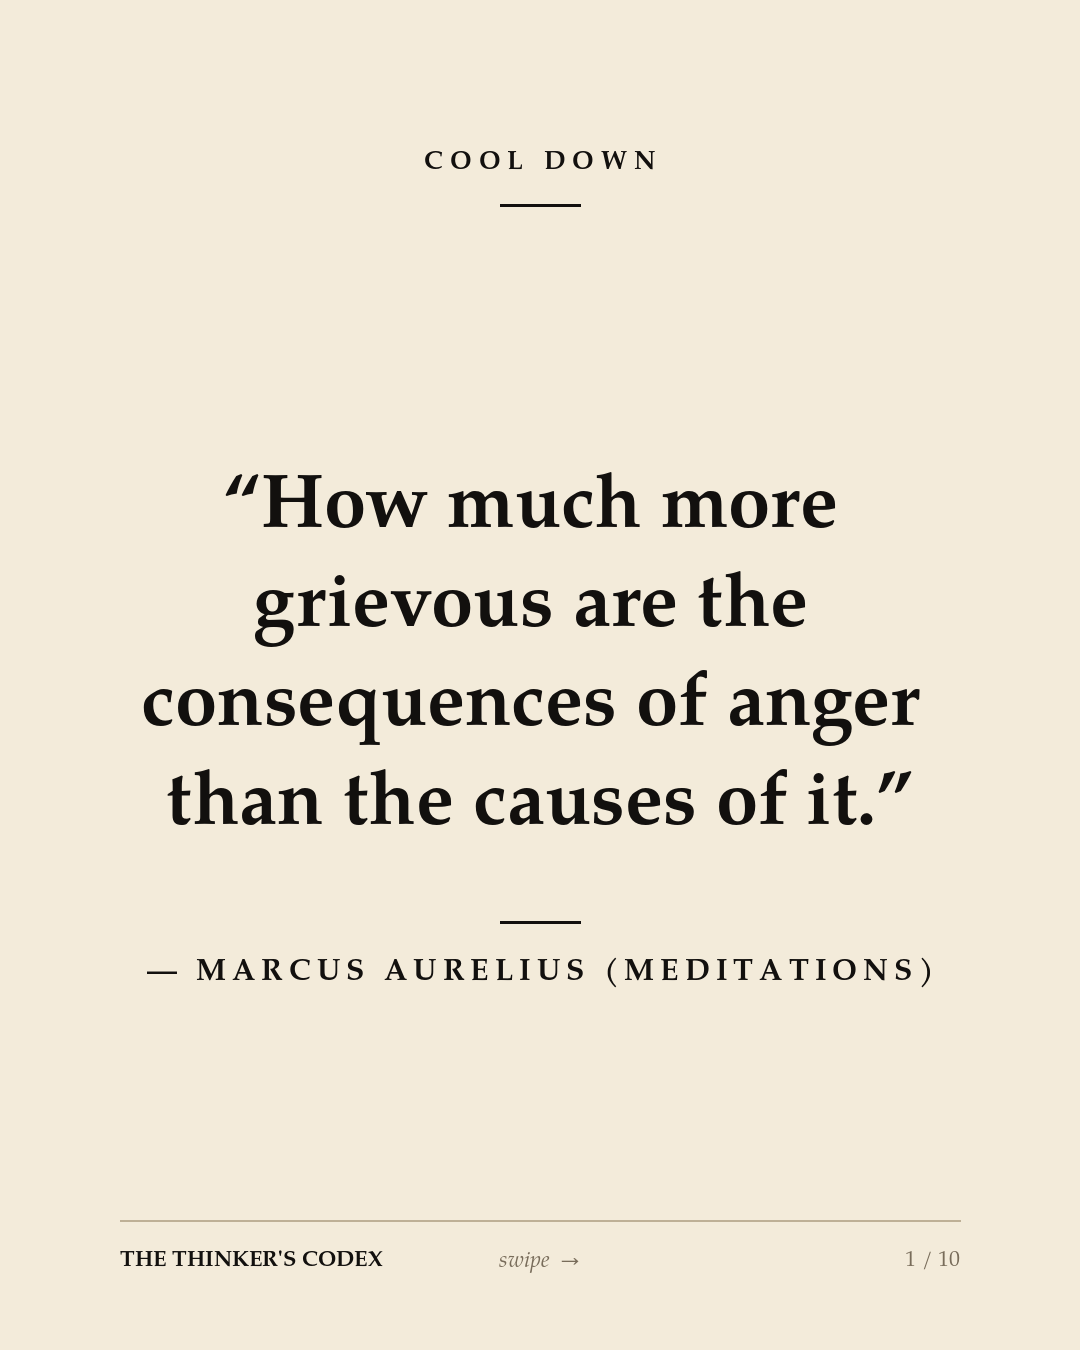 COOL DOWN
“How much more
grievous are the
consequences of anger
than the causes of it.”
— MARCUS AURELIUS (MEDITATIONS)
THE THINKER'S CODEX
swipe →
1 / 10